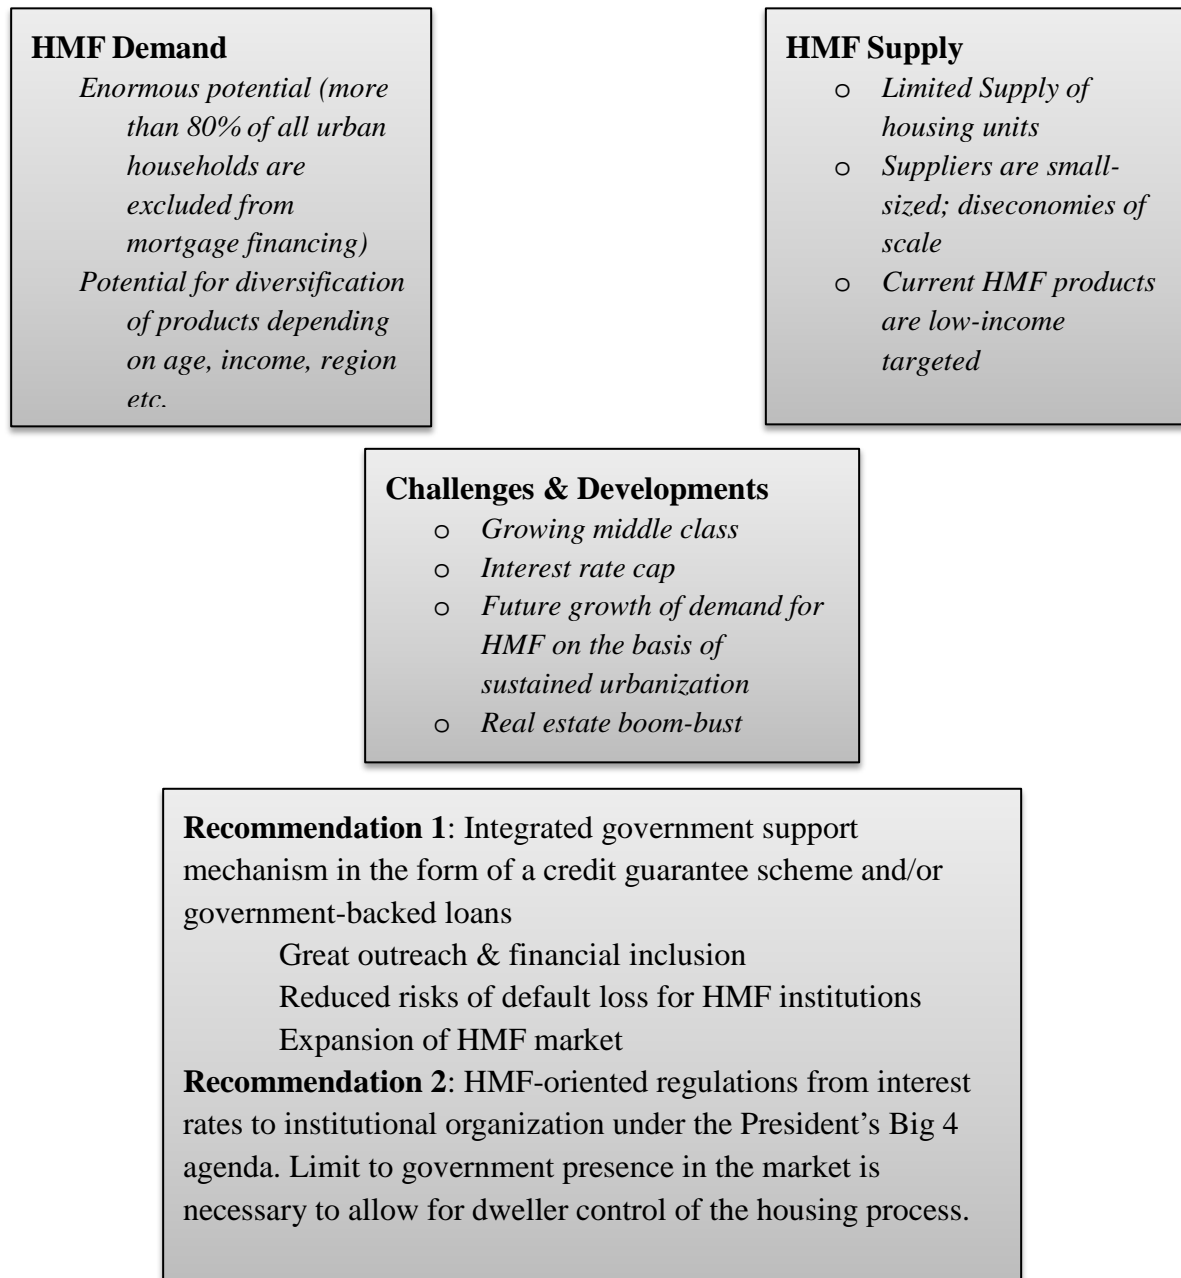 HMF Demand
Enormous potential (more
than 80% of all urban
households are
excluded from
mortgage financing)
Potential for diversification
of products depending
on age, income, region
etc.
HMF Supply
o Limited Supply of
housing units
o Suppliers are small-
sized; diseconomies of
scale
o Current HMF products
are low-income
targeted
Challenges & Developments
o Growing middle class
o Interest rate cap
o Future growth of demand for
HMF on the basis of
sustained urbanization
o Real estate boom-bust
Recommendation 1: Integrated government support
mechanism in the form of a credit guarantee scheme and/or
government-backed loans
Great outreach & financial inclusion
Reduced risks of default loss for HMF institutions
Expansion of HMF market
Recommendation 2: HMF-oriented regulations from interest
rates to institutional organization under the President’s Big 4
agenda. Limit to government presence in the market is
necessary to allow for dweller control of the housing process.